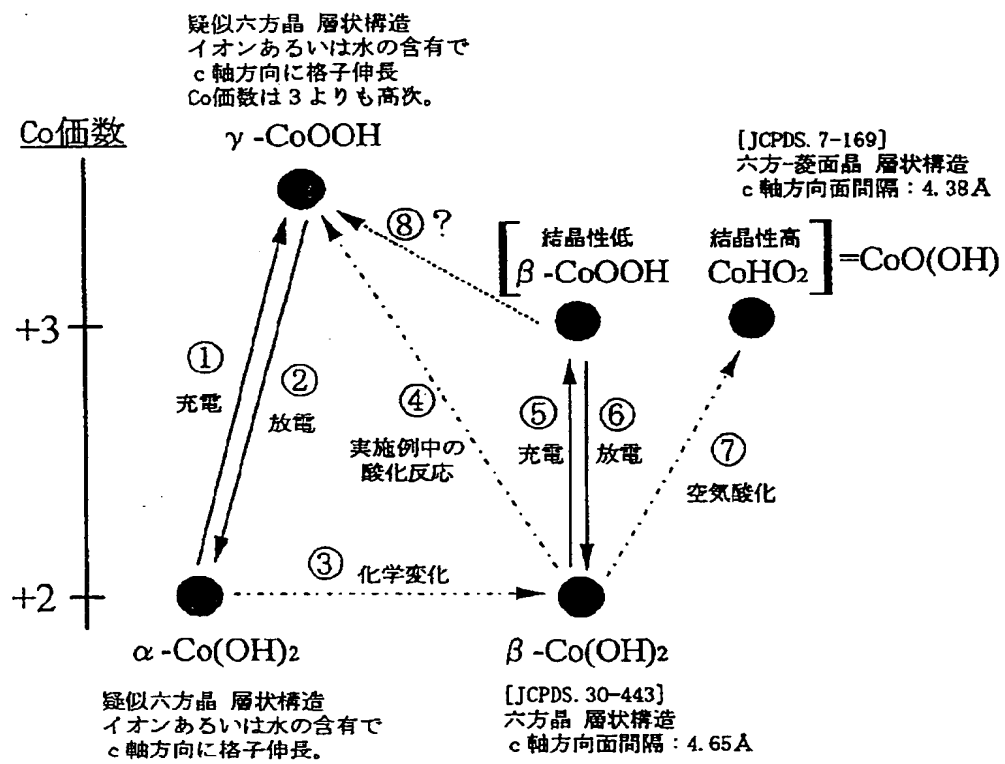 疑似六方晶 層状構造
イオンあるいは水の含有で
c軸方向に格子伸長
Co価数は3よりも高次。
Co価数
γ-CoOOH
[JCPDS. 7-169]
六方-菱面晶 層状構造
c軸方向面間隔：4.38Å
⑧？
結晶性低
β-CoOOH
結晶性高
CoHO2
=CoO(OH)
+3
①
充電
②
放電
④
実施例中の
酸化反応
⑤
充電
⑥
放電
⑦
空気酸化
③ 化学変化
+2
α-Co(OH)2
疑似六方晶 層状構造
イオンあるいは水の含有で
c軸方向に格子伸長。
β-Co(OH)2
[JCPDS. 30-443]
六方晶 層状構造
c軸方向面間隔：4.65Å